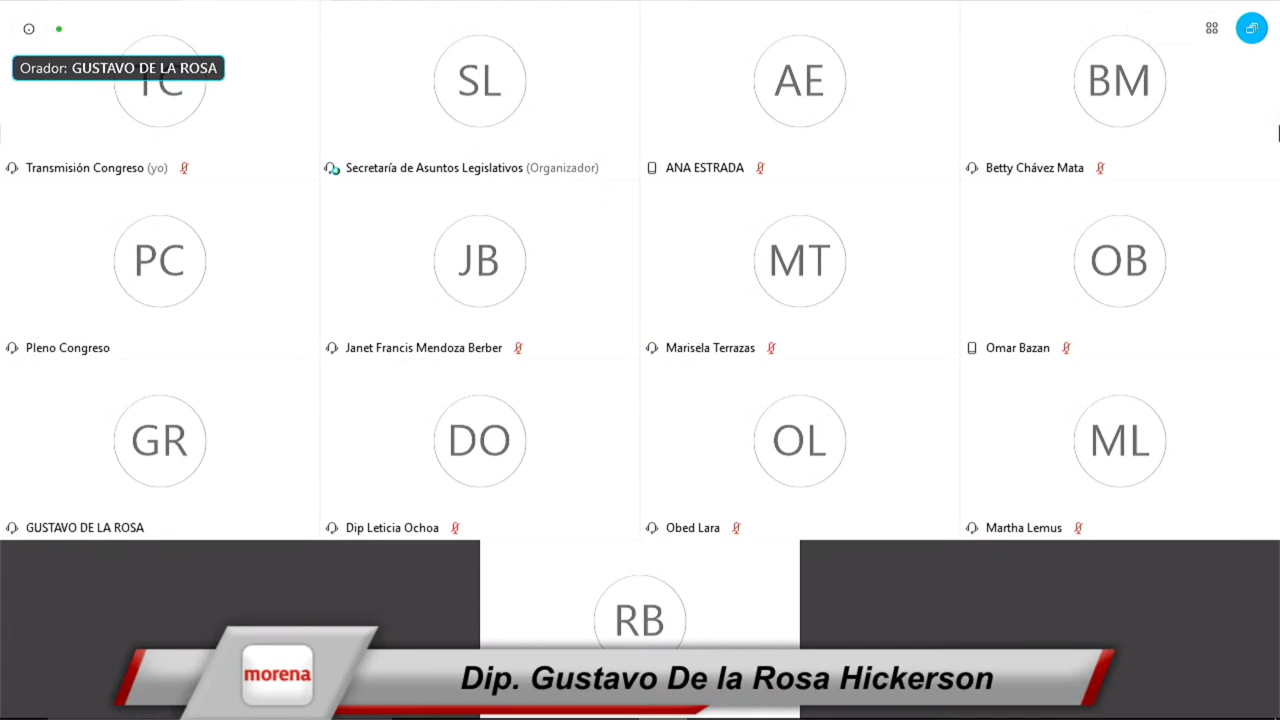 Orador: GUSTAVO DE LA ROSA
TC
SL
AE
BM
Transmisión Congreso (yo)
Secretaría de Asuntos Legislativos (Organizador)
ANA ESTRADA
Betty Chávez Mata
PC
JB
MT
OB
Pleno Congreso
Janet Francis Mendoza Berber
Marisela Terrazas
Omar Bazan
GR
DO
OL
ML
GUSTAVO DE LA ROSA
Dip Leticia Ochoa
Obed Lara
Martha Lemus
RB
morena
Dip. Gustavo De la Rosa Hickerson